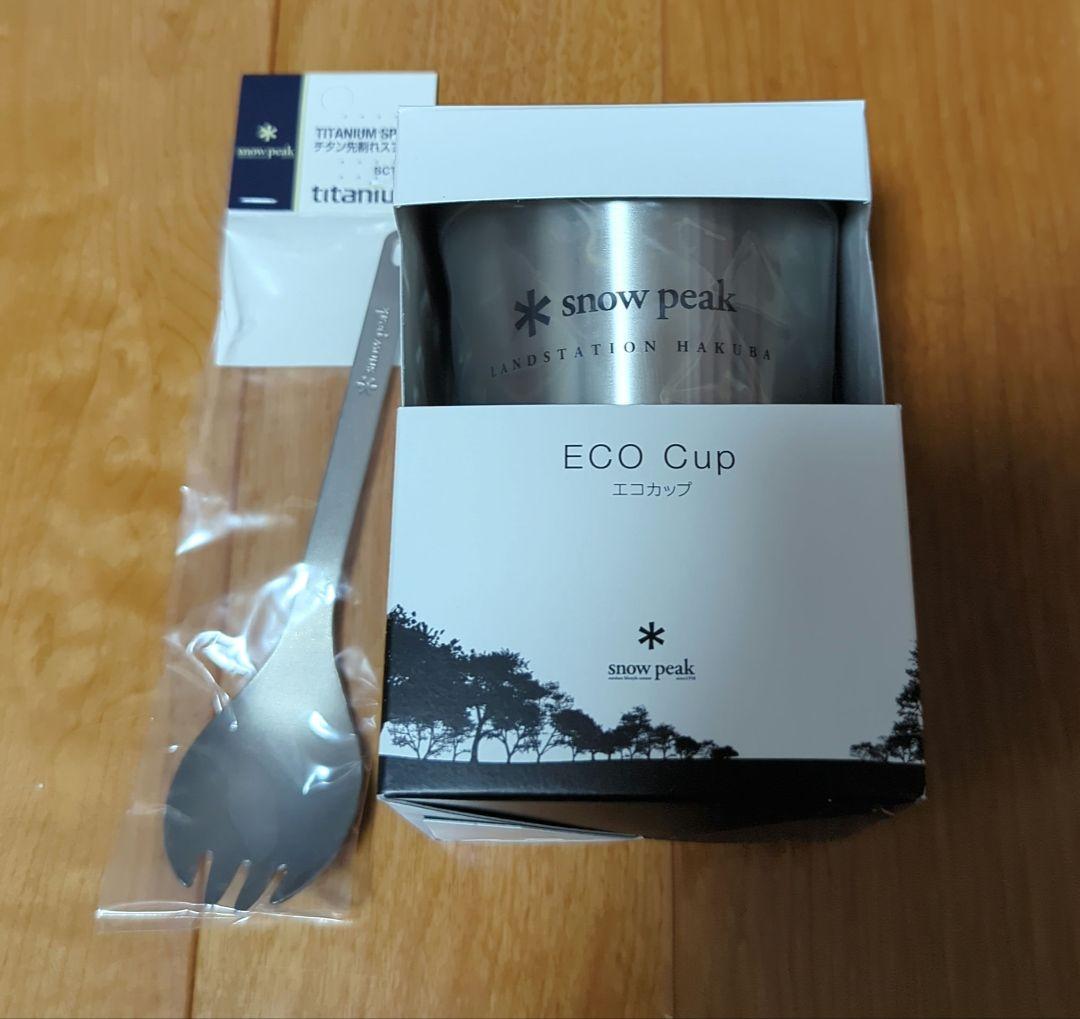 snow peak
TITANIUM SP
チタン先割れス
SCT
titaniu
snow peak
snow peak
LANDSTATION HAKUBA
ECO Cup
エコカップ
snow peak